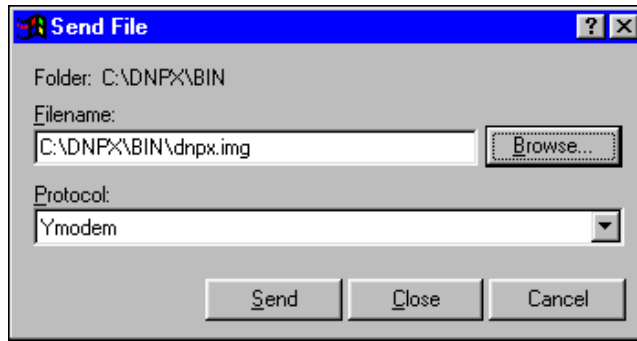 Send File
Folder: C:\DNPX\BIN
Filename:
C:\DNPX\BIN\dnpx.img
Browse...
Protocol:
Ymodem
Send Close Cancel